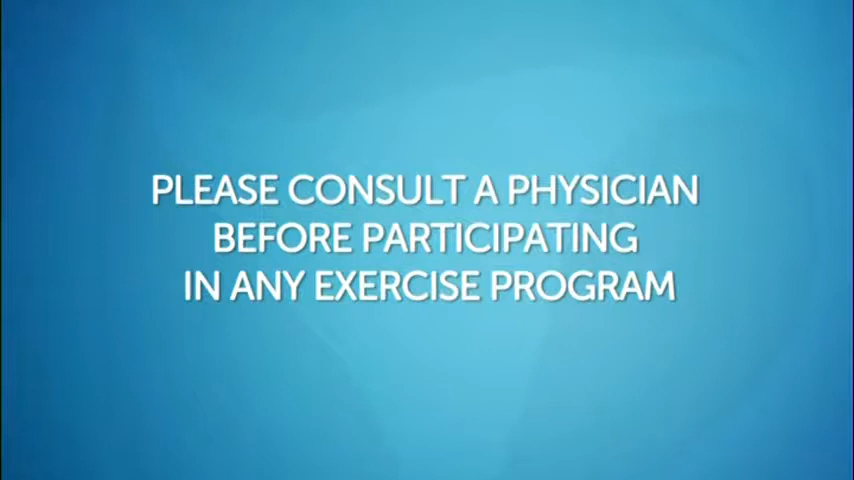 PLEASE CONSULT A PHYSICIAN
BEFORE PARTICIPATING
IN ANY EXERCISE PROGRAM